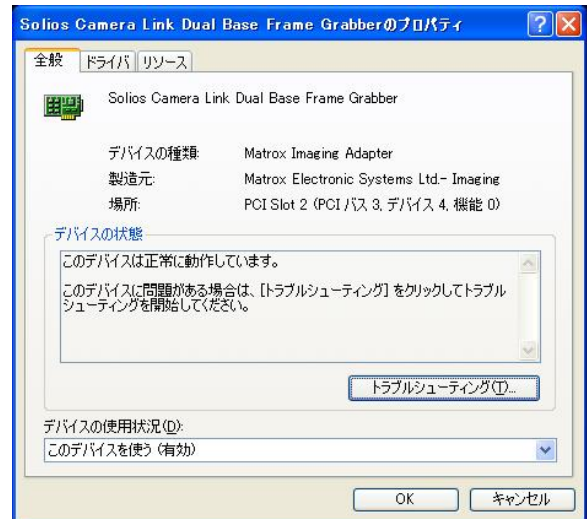 Solios Camera Link Dual Base Frame Grabberのプロパティ
全般 ドライバ リソース
Solios Camera Link Dual Base Frame Grabber
デバイスの種類: Matrox Imaging Adapter
製造元: Matrox Electronic Systems Ltd.- Imaging
場所: PCI Slot 2 (PCI バス 3, デバイス 4, 機能 0)
デバイスの状態
このデバイスは正常に動作しています。
このデバイスに問題がある場合は、[トラブルシューティング] をクリックしてトラブル
シューティングを開始してください。
トラブルシューティング(T)...
デバイスの使用状況(D):
このデバイスを使う (有効)
OK キャンセル